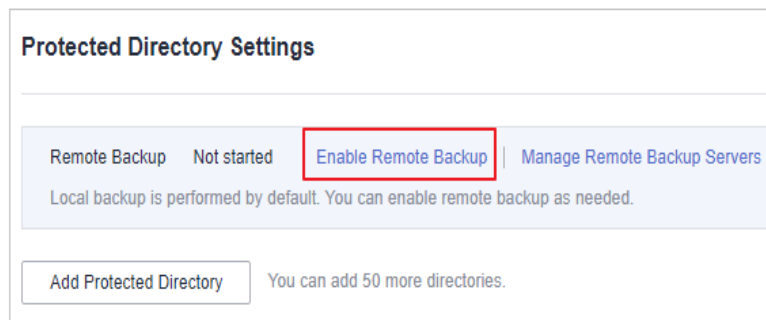 Protected Directory Settings
Remote Backup Not started Enable Remote Backup | Manage Remote Backup Servers
Local backup is performed by default. You can enable remote backup as needed.
Add Protected Directory You can add 50 more directories.